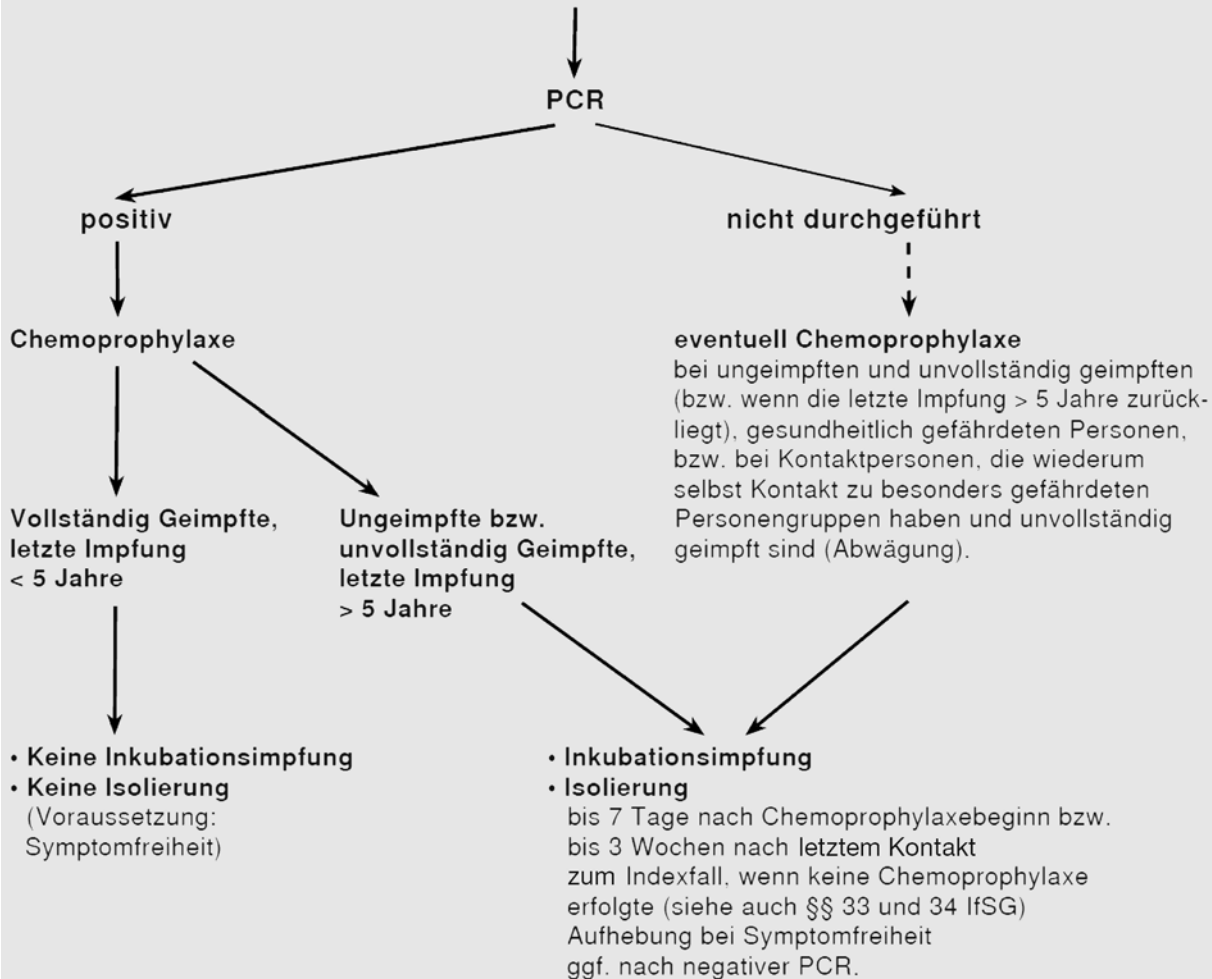 PCR
positiv
nicht durchgeführt
Chemoprophylaxe
eventuell Chemoprophylaxe
bei ungeimpften und unvollständig geimpften
(bzw. wenn die letzte Impfung > 5 Jahre zurück-
liegt), gesundheitlich gefährdeten Personen,
bzw. bei Kontaktpersonen, die wiederum
selbst Kontakt zu besonders gefährdeten
Personengruppen haben und unvollständig
geimpft sind (Abwägung).
Vollständig Geimpfte,
letzte Impfung
< 5 Jahre
Ungeimpfte bzw.
unvollständig Geimpfte,
letzte Impfung
> 5 Jahre
• Keine Inkubationsimpfung
• Keine Isolierung
(Voraussetzung:
Symptomfreiheit)
• Inkubationsimpfung
• Isolierung
bis 7 Tage nach Chemoprophylaxebeginn bzw.
bis 3 Wochen nach letztem Kontakt
zum Indexfall, wenn keine Chemoprophylaxe
erfolgte (siehe auch §§ 33 und 34 IfSG)
Aufhebung bei Symptomfreiheit
ggf. nach negativer PCR.